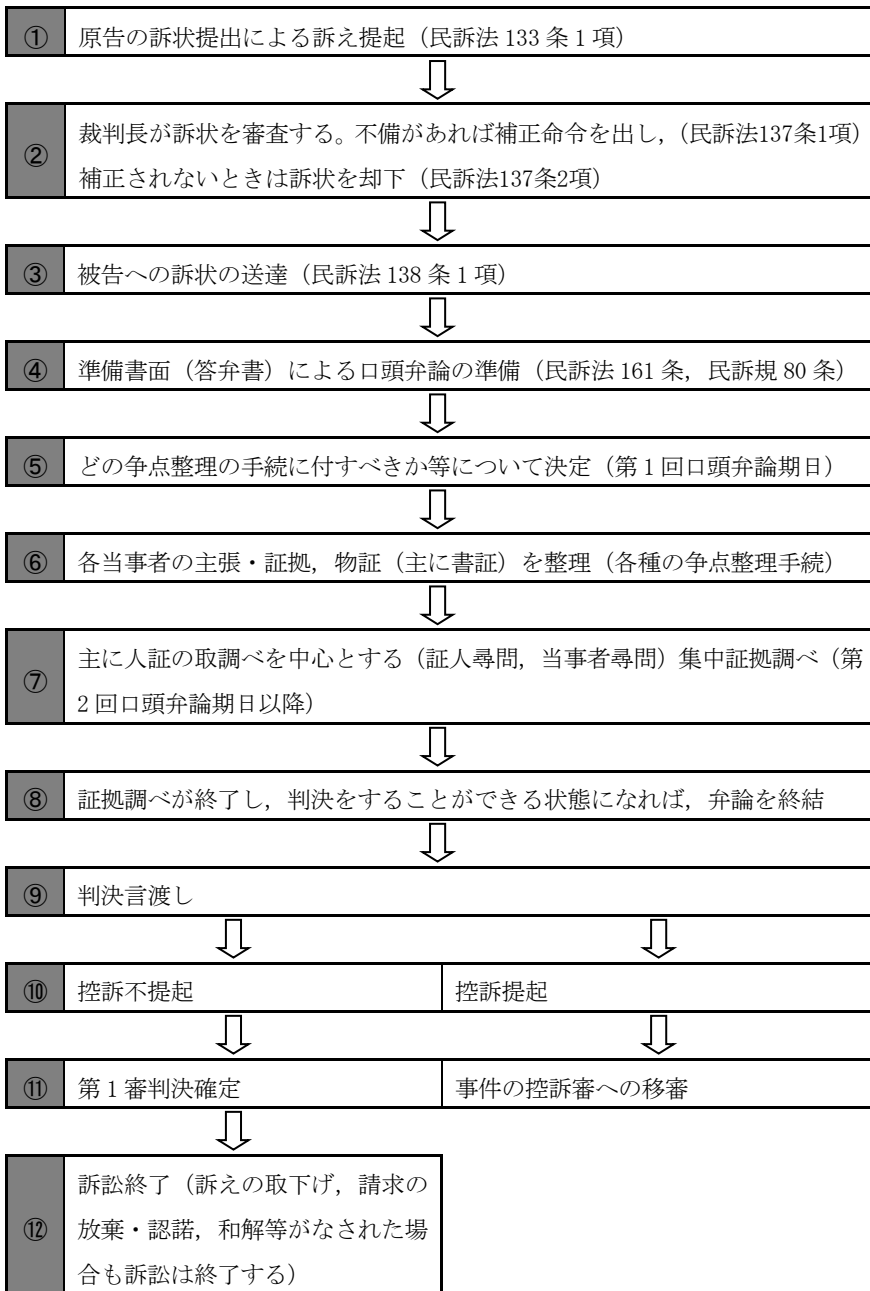 ① 原告の訴状提出による訴え提起（民訴法 133 条 1 項）
② 裁判長が訴状を審査する。不備があれば補正命令を出し，（民訴法137条1項）
補正されないときは訴状を却下（民訴法137条2項）
③ 被告への訴状の送達（民訴法 138 条 1 項）
④ 準備書面（答弁書）による口頭弁論の準備（民訴法 161 条，民訴規 80 条）
⑤ どの争点整理の手続に付すべきか等について決定（第 1 回口頭弁論期日）
⑥ 各当事者の主張・証拠，物証（主に書証）を整理（各種の争点整理手続）
⑦ 主に人証の取調べを中心とする（証人尋問，当事者尋問）集中証拠調べ（第
2 回口頭弁論期日以降）
⑧ 証拠調べが終了し，判決をすることができる状態になれば，弁論を終結
⑨ 判決言渡し
⑩ 控訴不提起 控訴提起
⑪ 第 1 審判決確定 事件の控訴審への移審
⑫ 訴訟終了（訴えの取下げ，請求の
放棄・認諾，和解等がなされた場
合も訴訟は終了する）